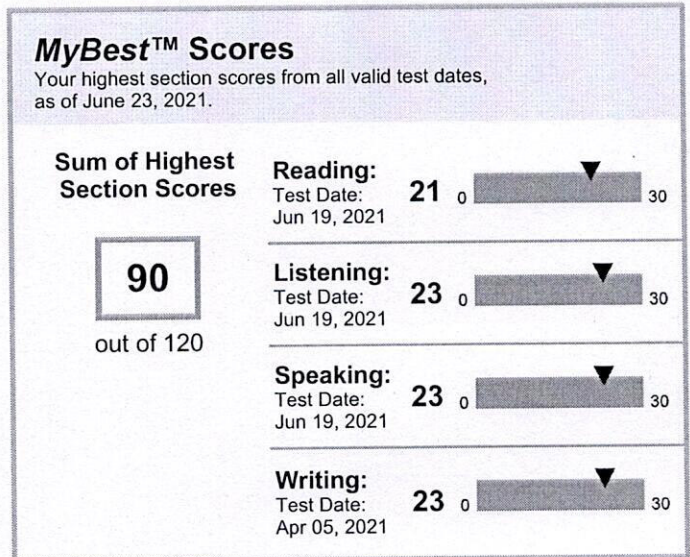 MyBest™ Scores
Your highest section scores from all valid test dates,
as of June 23, 2021.
Sum of Highest
Section Scores
90
out of 120
Reading:
Test Date:
Jun 19, 2021
21
0
30
Listening:
Test Date:
Jun 19, 2021
23
0
30
Speaking:
Test Date:
Jun 19, 2021
23
0
30
Writing:
Test Date:
Apr 05, 2021
23
0
30